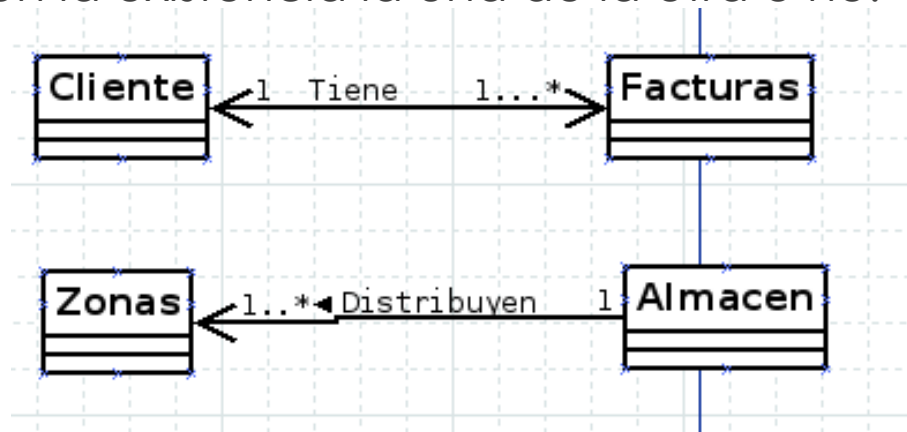 Cliente 1 Tiene 1...* Facturas
Zonas 1..* ◄ Distribuyen 1 Almacen